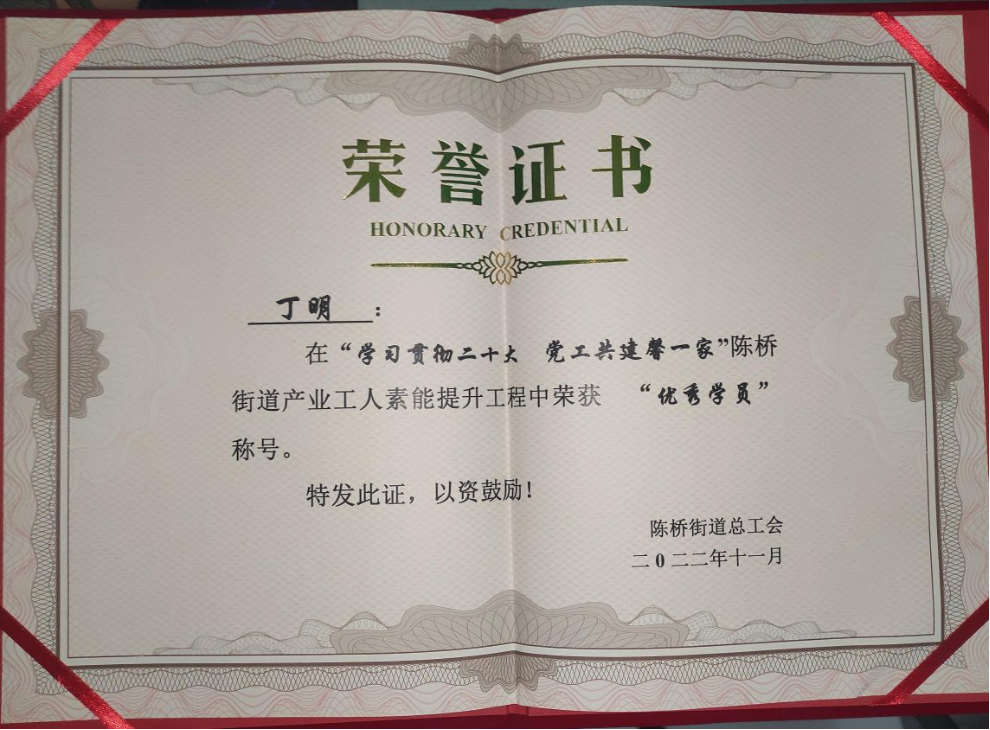 荣誉证书
HONORARY CREDENTIAL
丁明：
在“学习贯彻二十大 党工共建馨一家”陈桥
街道产业工人素能提升工程中荣获 “优秀学员”
称号。
特发此证，以资鼓励！
陈桥街道总工会
二0二二年十一月